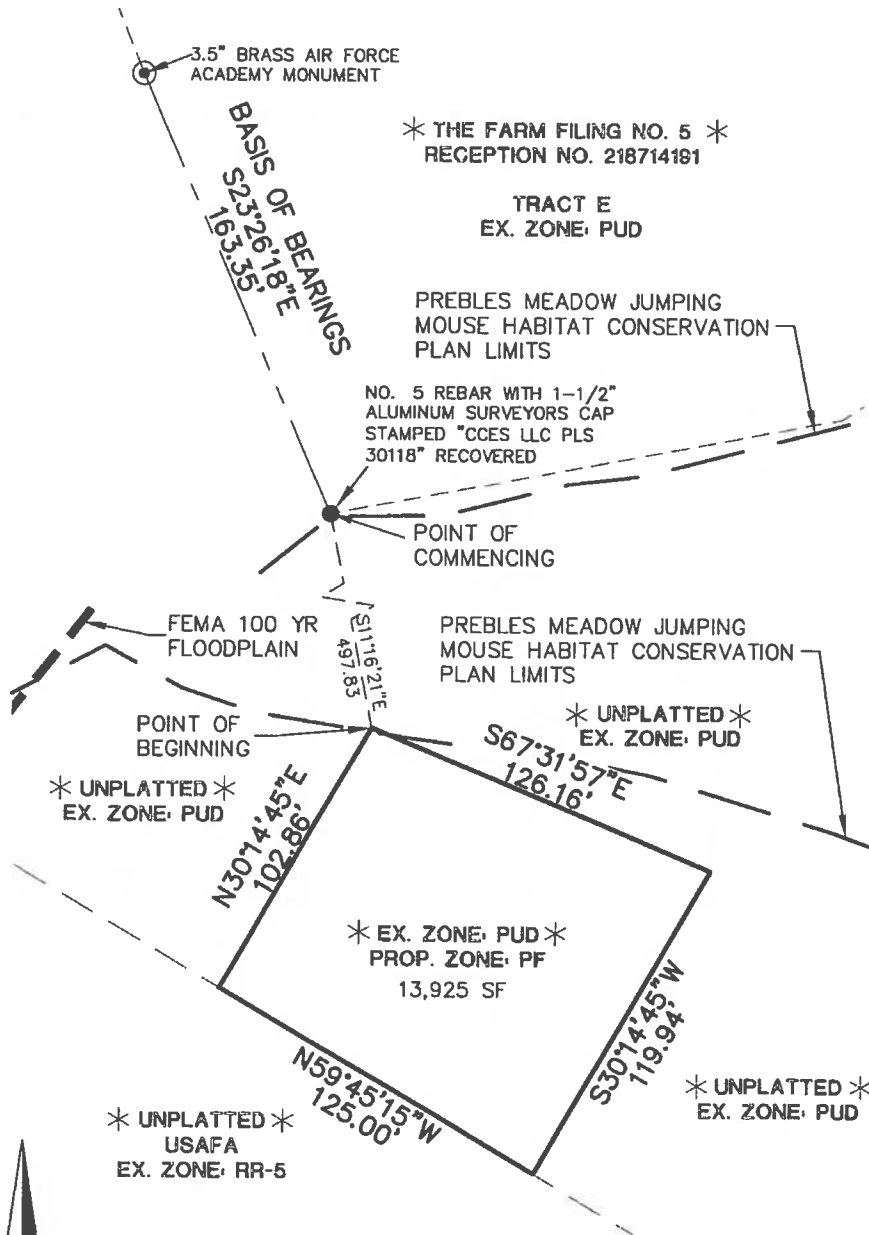 3.5" BRASS AIR FORCE
ACADEMY MONUMENT
BASIS OF BEARINGS
S23°26'18"E
163.35'
* THE FARM FILING NO. 5 *
RECEPTION NO. 218714191
TRACT E
EX. ZONE: PUD
PREBLES MEADOW JUMPING
MOUSE HABITAT CONSERVATION
PLAN LIMITS
NO. 5 REBAR WITH 1-1/2"
ALUMINUM SURVEYORS CAP
STAMPED "CCES LLC PLS
30118" RECOVERED
POINT OF
COMMENCING
FEMA 100 YR
FLOODPLAIN
S11°16'21"E
497.83
PREBLES MEADOW JUMPING
MOUSE HABITAT CONSERVATION
PLAN LIMITS
POINT OF
BEGINNING
* UNPLATTED *
EX. ZONE: PUD
S67°31'57"E
126.16'
* UNPLATTED *
EX. ZONE: PUD
N30°14'45"E
102.86'
* EX. ZONE: PUD *
PROP. ZONE: PF
13,925 SF
S30°14'45"W
119.94'
N59°45'15"W
125.00'
* UNPLATTED *
EX. ZONE: PUD
* UNPLATTED *
USAFA
EX. ZONE: RR-5